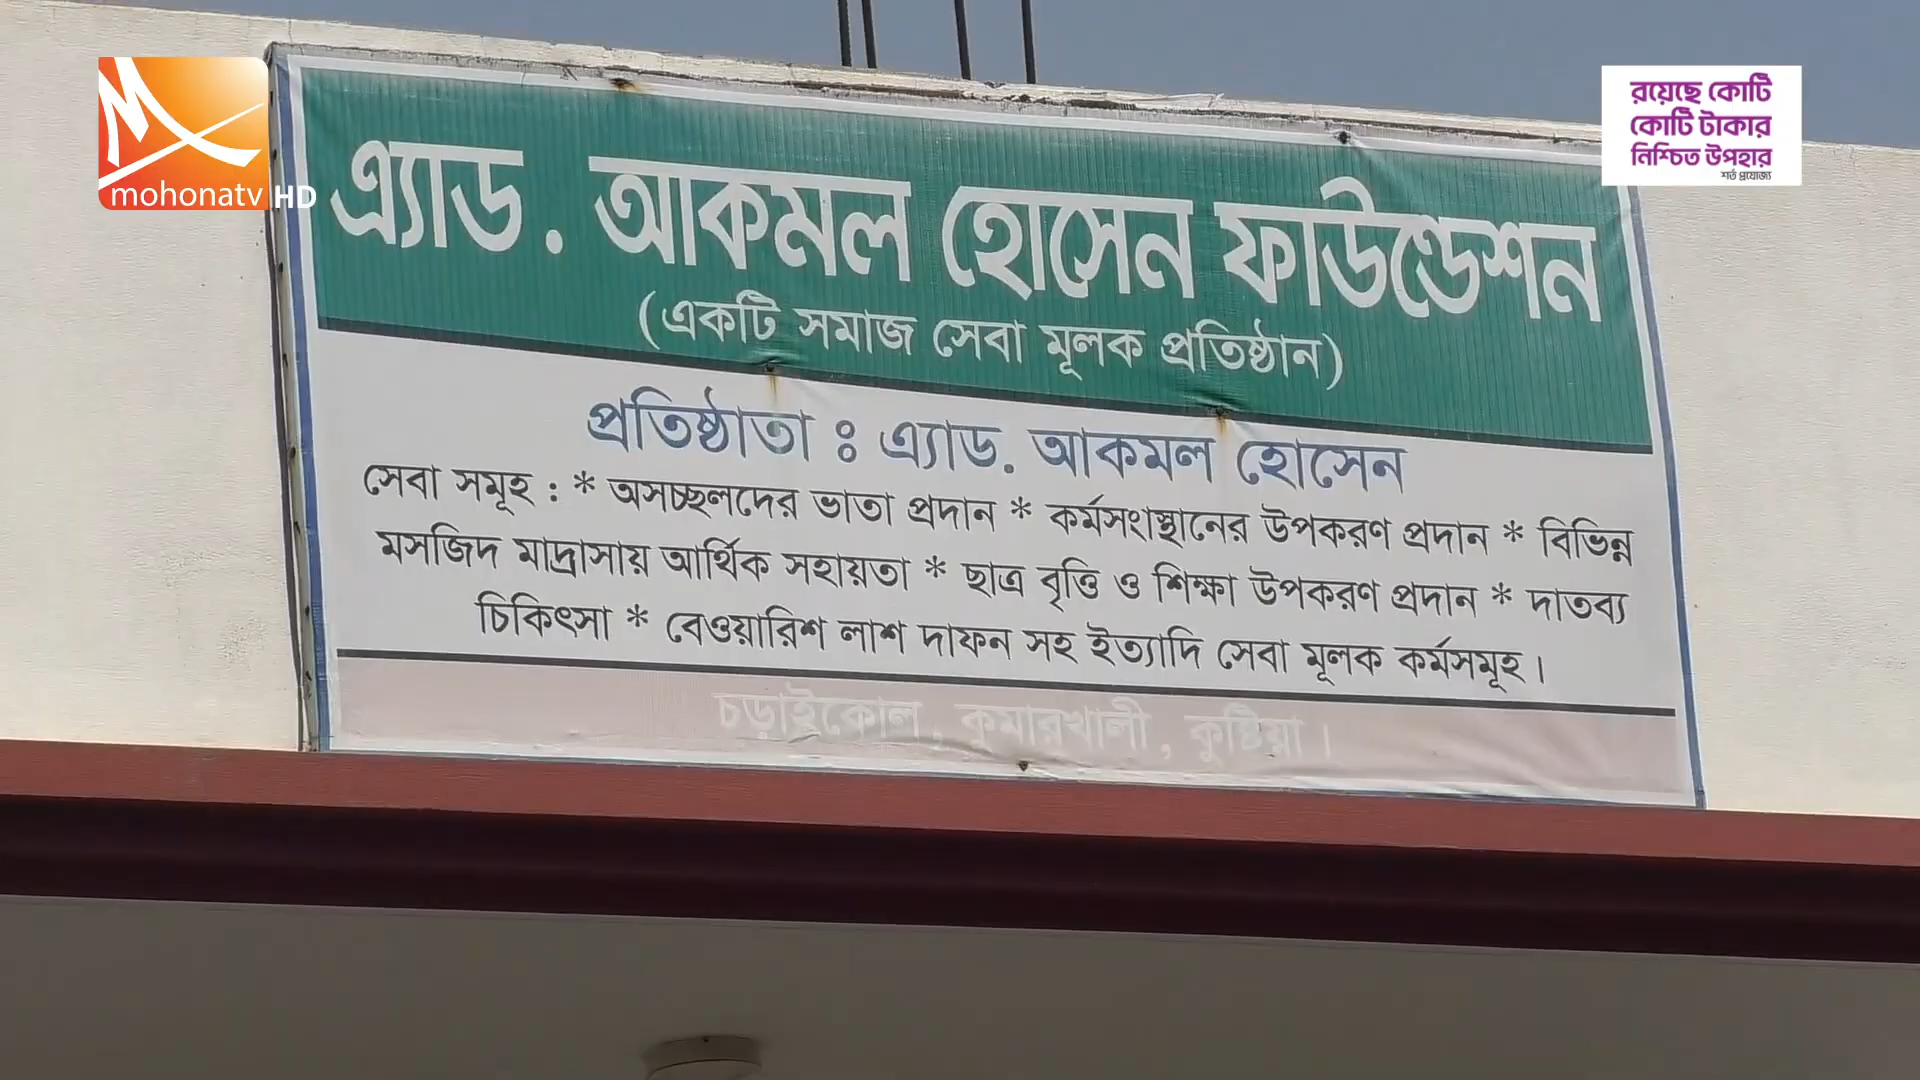 mohonatv HD
রয়েছে কোটি
কোটি টাকার
নিশ্চিত উপহার
শর্ত প্রযোজ্য
এ্যাড. আকমল হোসেন ফাউন্ডেশন
(একটি সমাজ সেবা মূলক প্রতিষ্ঠান)
প্রতিষ্ঠাতা ঃ এ্যাড. আকমল হোসেন
সেবা সমূহ : * অসচ্ছলদের ভাতা প্রদান * কর্মসংাস্থানের উপকরণ প্রদান * বিভিন্ন
মসজিদ মাদ্রাসায় আর্থিক সহায়তা * ছাত্র বৃত্তি ও শিক্ষা উপকরণ প্রদান * দাতব্য
চিকিৎসা * বেওয়ারিশ লাশ দাফন সহ ইত্যাদি সেবা মূলক কর্মসমূহ।
চড়াইকোল, কুমারখালী, কুষ্টিয়া।